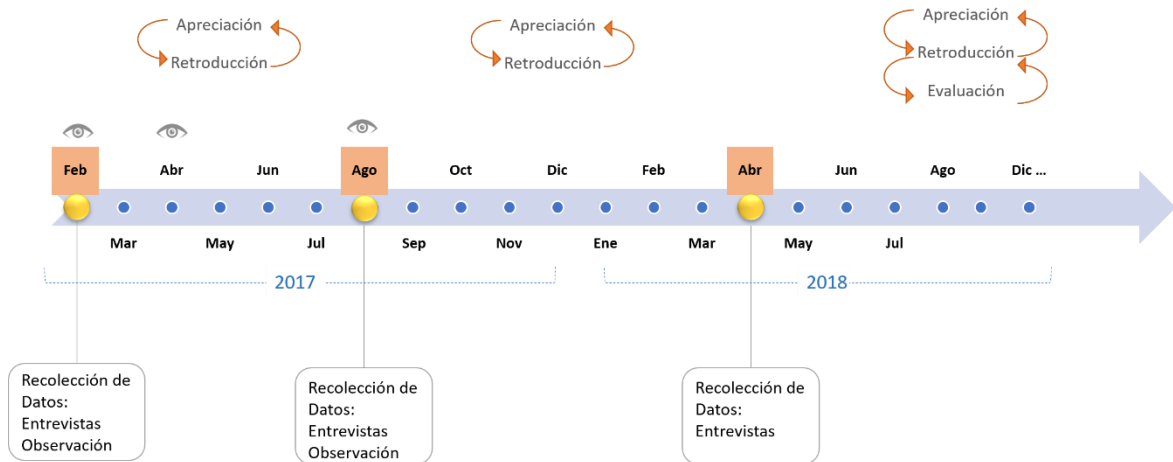 Apreciación
Retroducción
Apreciación
Retroducción
Apreciación
Retroducción
Evaluación
Feb
Abr
Jun
Ago
Oct
Dic
Feb
Abr
Jun
Ago
Dic ...
Mar
May
Jul
Sep
Nov
Ene
Mar
May
Jul
2017
2018
Recolección de
Datos:
Entrevistas
Observación
Recolección de
Datos:
Entrevistas
Observación
Recolección de
Datos:
Entrevistas